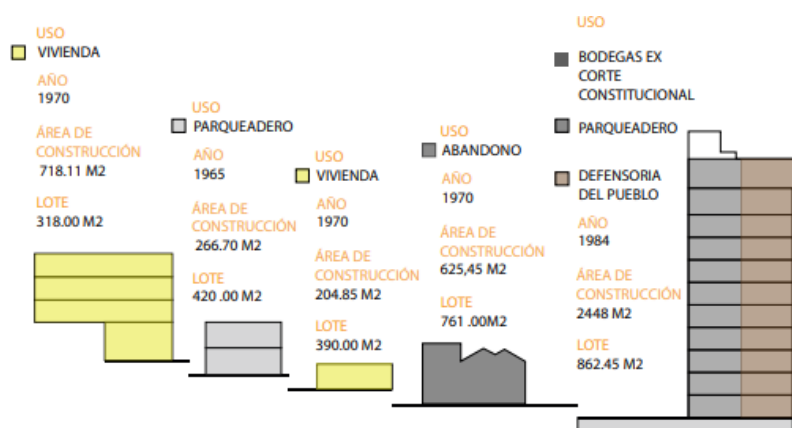 USO
VIVIENDA
AÑO
1970
ÁREA DE
CONSTRUCCIÓN
718.11 M2
LOTE
318.00 M2
USO
PARQUEADERO
AÑO
1965
ÁREA DE
CONSTRUCCIÓN
266.70 M2
LOTE
420 .00 M2
USO
VIVIENDA
AÑO
1970
ÁREA DE
CONSTRUCCIÓN
204.85 M2
LOTE
390.00 M2
USO
ABANDONO
AÑO
1970
ÁREA DE
CONSTRUCCIÓN
625,45 M2
LOTE
761 .00M2
USO
BODEGAS EX
CORTE
CONSTITUCIONAL
PARQUEADERO
DEFENSORIA
DEL PUEBLO
AÑO
1984
ÁREA DE
CONSTRUCCIÓN
2448 M2
LOTE
862.45 M2